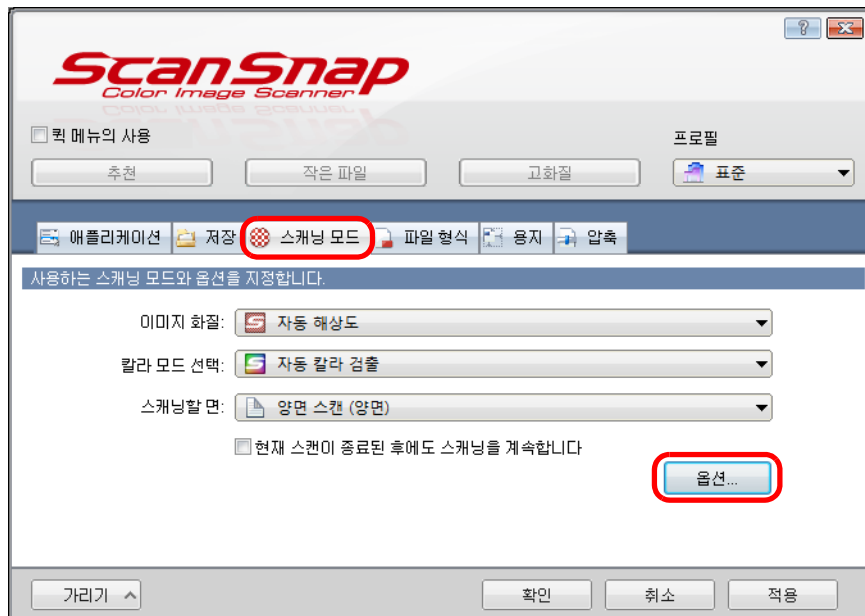 ScanSnap
Color Image Scanner
퀵 메뉴의 사용
프로필
추천 작은 파일 고화질 표준
애플리케이션 저장 스캐닝 모드 파일 형식 용지 압축
사용하는 스캐닝 모드와 옵션을 지정합니다.
이미지 화질: 자동 해상도
칼라 모드 선택: 자동 칼라 검출
스캐닝할 면: 양면 스캔 (양면)
현재 스캔이 종료된 후에도 스캐닝을 계속합니다
옵션...
가리기 확인 취소 적용